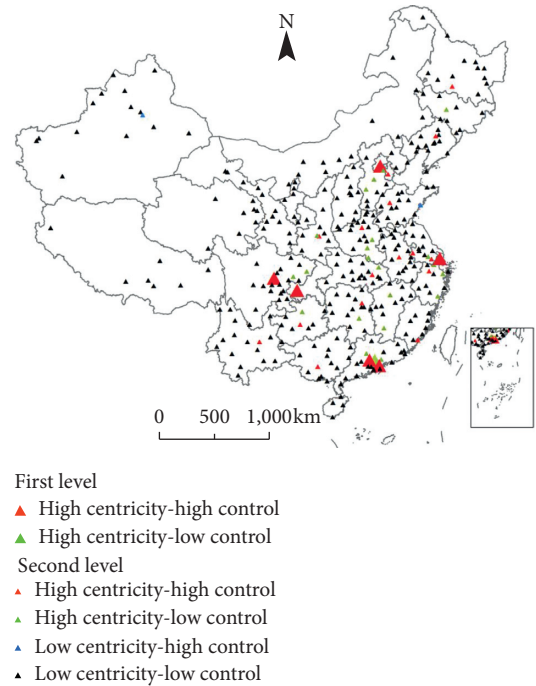 N
0 500 1,000km
First level
High centricity-high control
High centricity-low control
Second level
High centricity-high control
High centricity-low control
Low centricity-high control
Low centricity-low control